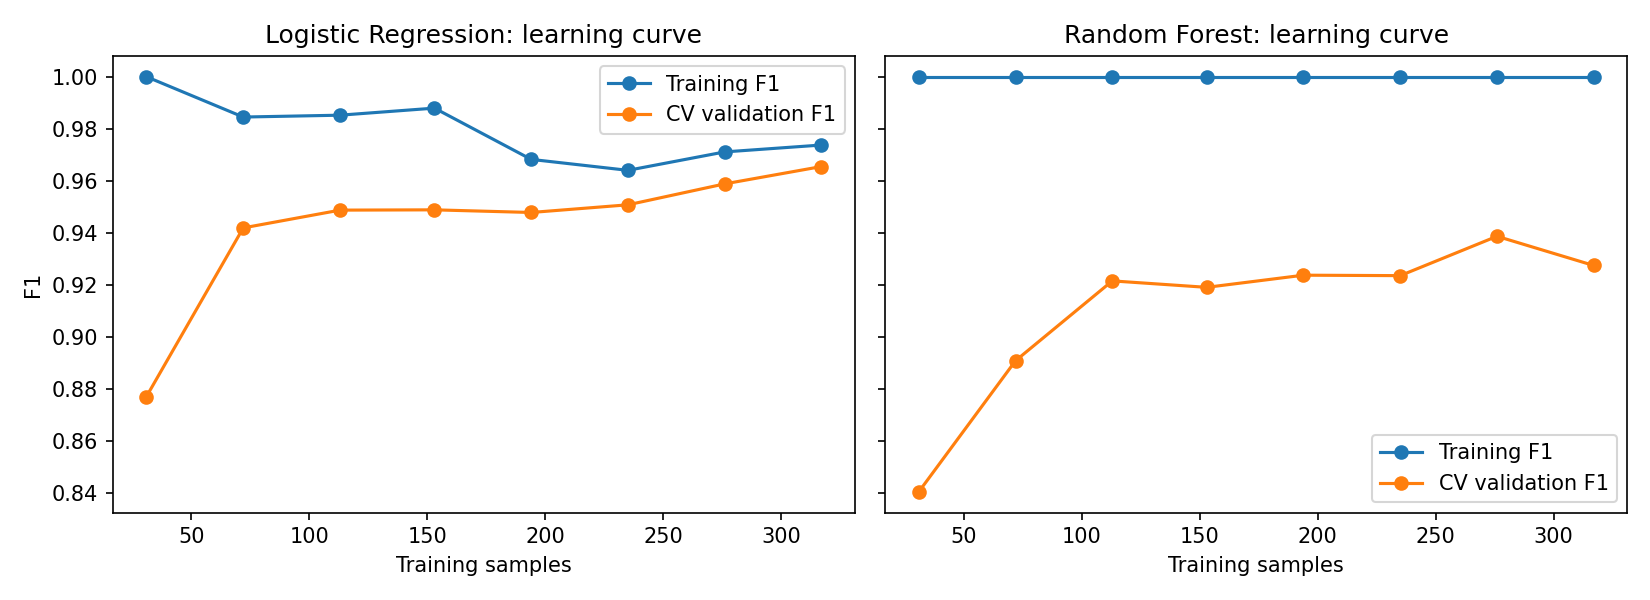 Logistic Regression: learning curve
Training F1
CV validation F1
1.00
0.98
0.96
0.94
0.92
0.90
0.88
0.86
0.84
F1
50 100 150 200 250 300
Training samples
Random Forest: learning curve
Training F1
CV validation F1
50 100 150 200 250 300
Training samples